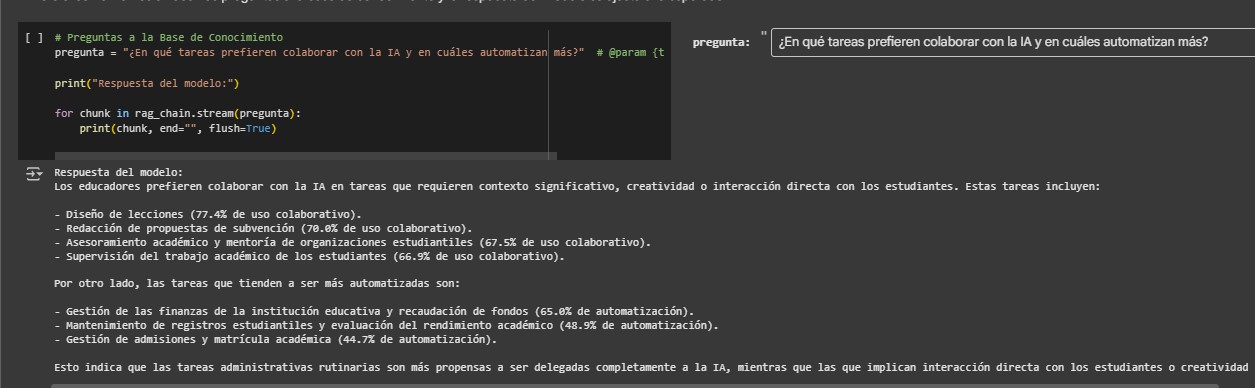 [ ] # Preguntas a la Base de Conocimiento
pregunta = "¿En qué tareas prefieren colaborar con la IA y en cuáles automatizan más?" # @param {t
print("Respuesta del modelo:")
for chunk in rag_chain.stream(pregunta):
print(chunk, end="", flush=True)
pregunta: " ¿En qué tareas prefieren colaborar con la IA y en cuáles automatizan más?
Respuesta del modelo:
Los educadores prefieren colaborar con la IA en tareas que requieren contexto significativo, creatividad o interacción directa con los estudiantes. Estas tareas incluyen:
- Diseño de lecciones (77.4% de uso colaborativo).
- Redacción de propuestas de subvención (70.0% de uso colaborativo).
- Asesoramiento académico y mentoría de organizaciones estudiantiles (67.5% de uso colaborativo).
- Supervisión del trabajo académico de los estudiantes (66.9% de uso colaborativo).
Por otro lado, las tareas que tienden a ser más automatizadas son:
- Gestión de las finanzas de la institución educativa y recaudación de fondos (65.0% de automatización).
- Mantenimiento de registros estudiantiles y evaluación del rendimiento académico (48.9% de automatización).
- Gestión de admisiones y matrícula académica (44.7% de automatización).
Esto indica que las tareas administrativas rutinarias son más propensas a ser delegadas completamente a la IA, mientras que las que implican interacción directa con los estudiantes o creatividad